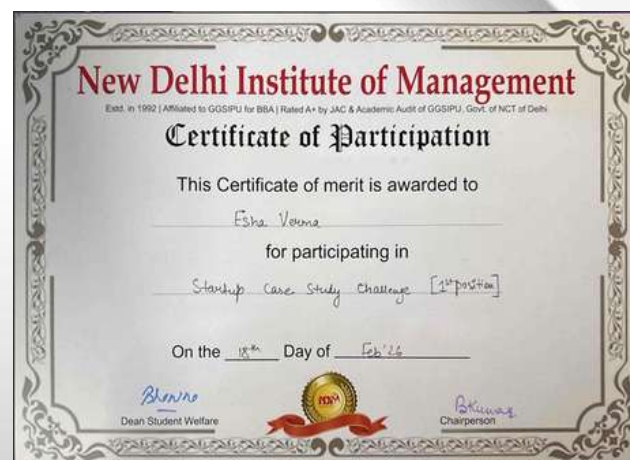 New Delhi Institute of Management
Estd. in 1992 | Affiliated to GGSIPU for BBA | Rated A+ by JAC & Academic Audit of GGSIPU, Govt. of NCT of Delhi
Certificate of Participation
This Certificate of merit is awarded to
Esha Verma
for participating in
Startup Case Study Challenge [1st position]
On the 18th Day of Feb'26
Dean Student Welfare
BKumar
Chairperson